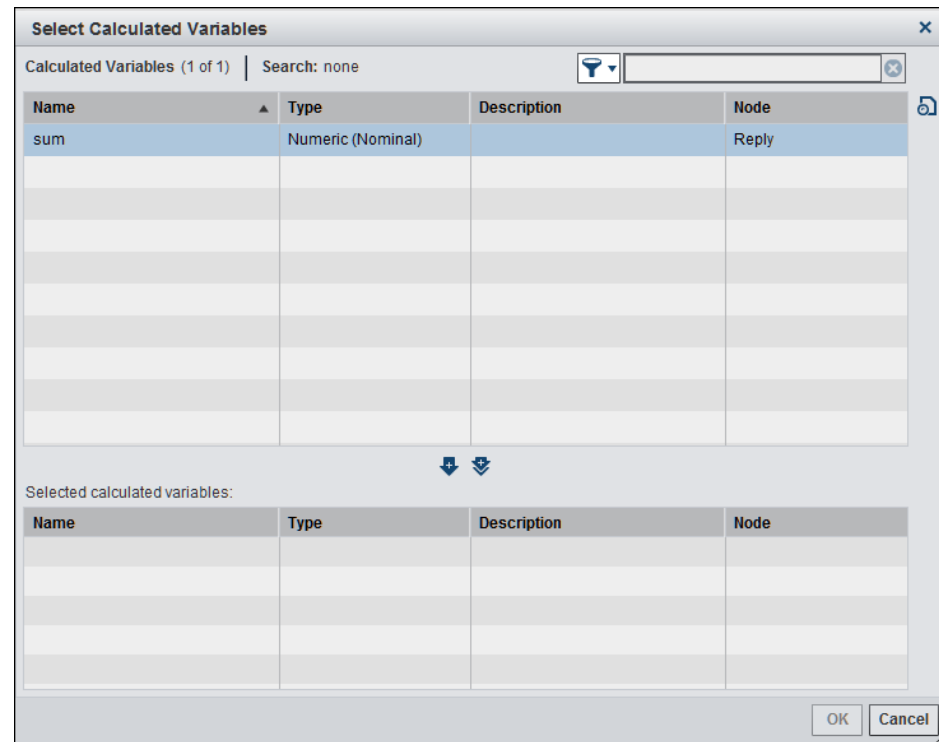 Select Calculated Variables
Calculated Variables (1 of 1) Search: none
Name Type Description Node
sum Numeric (Nominal) Reply
Selected calculated variables:
Name Type Description Node
OK Cancel